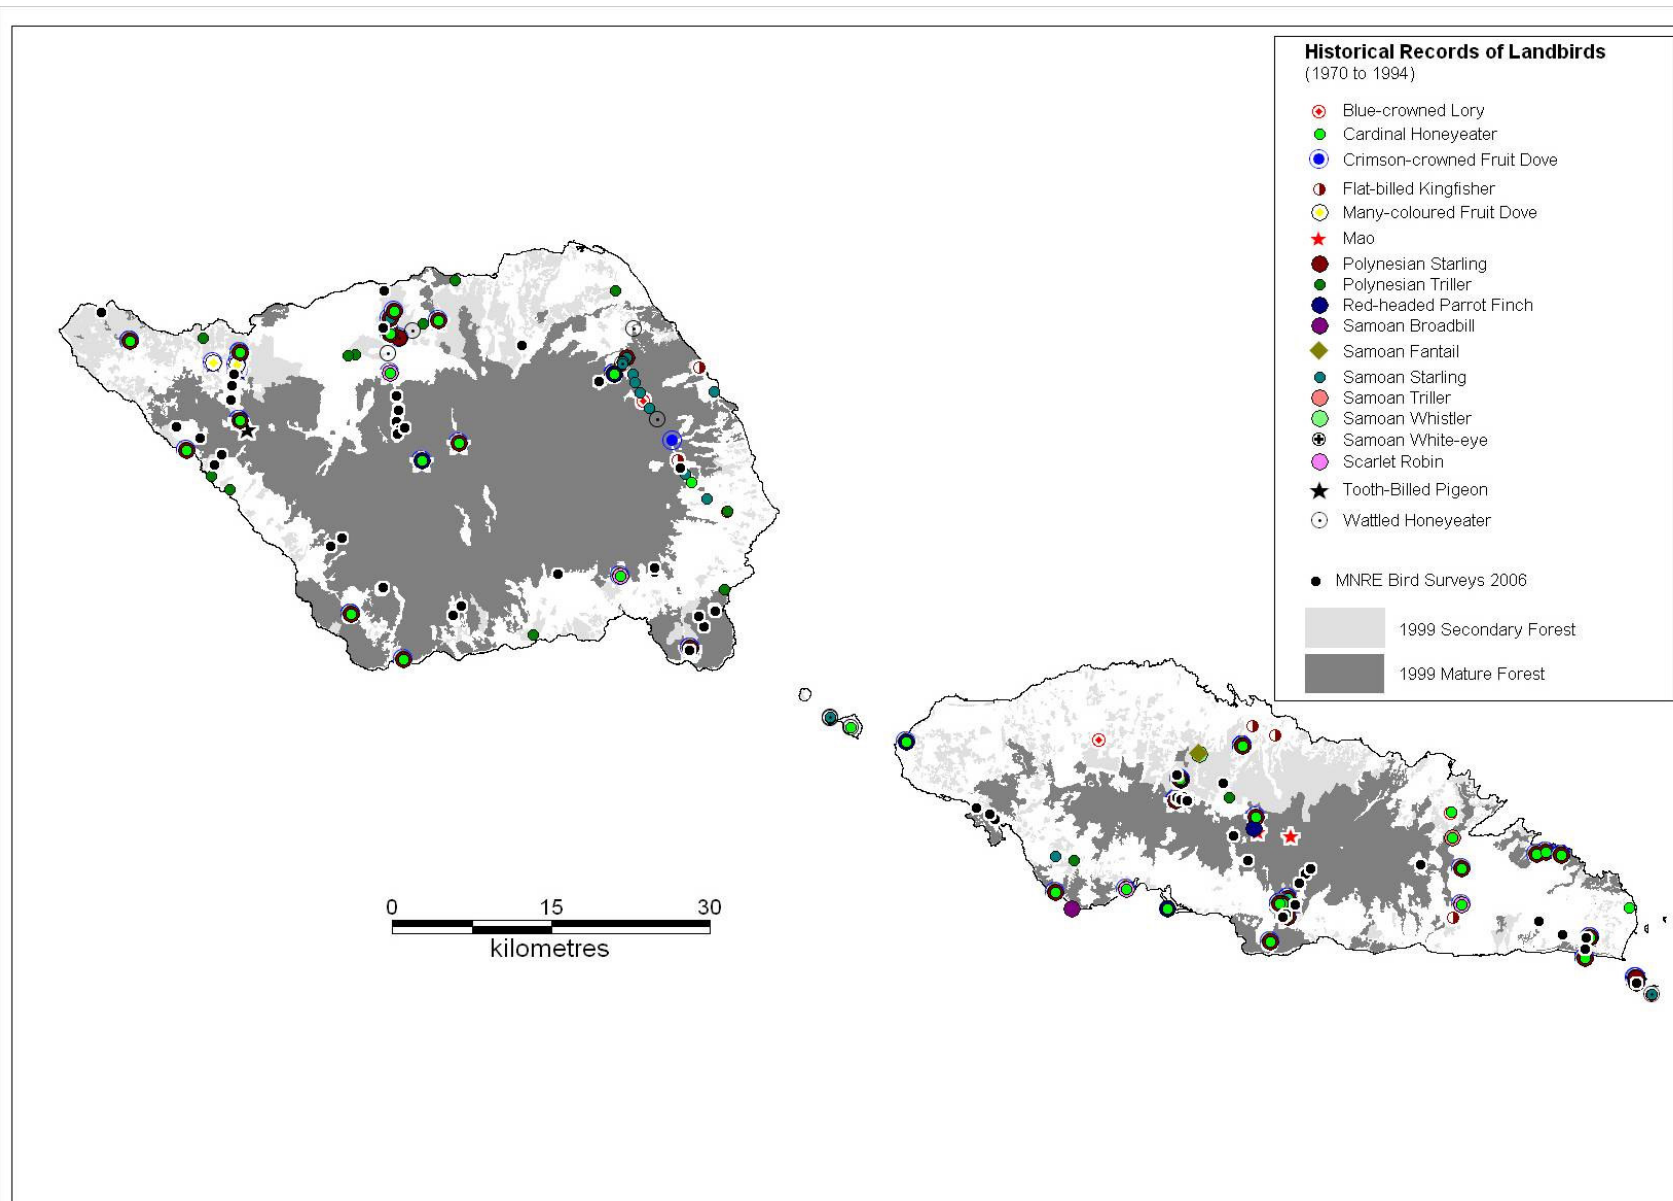 Historical Records of Landbirds
(1970 to 1994)
Blue-crowned Lory
Cardinal Honeyeater
Crimson-crowned Fruit Dove
Flat-billed Kingfisher
Many-coloured Fruit Dove
Mao
Polynesian Starling
Polynesian Triller
Red-headed Parrot Finch
Samoan Broadbill
Samoan Fantail
Samoan Starling
Samoan Triller
Samoan Whistler
Samoan White-eye
Scarlet Robin
Tooth-Billed Pigeon
Wattled Honeyeater
MNRE Bird Surveys 2006
1999 Secondary Forest
1999 Mature Forest
0 15 30
kilometres